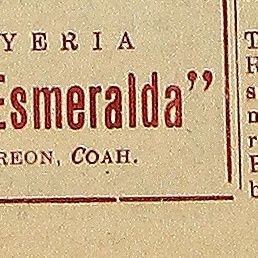 YERIA
Esmeralda”
REON, COAH.